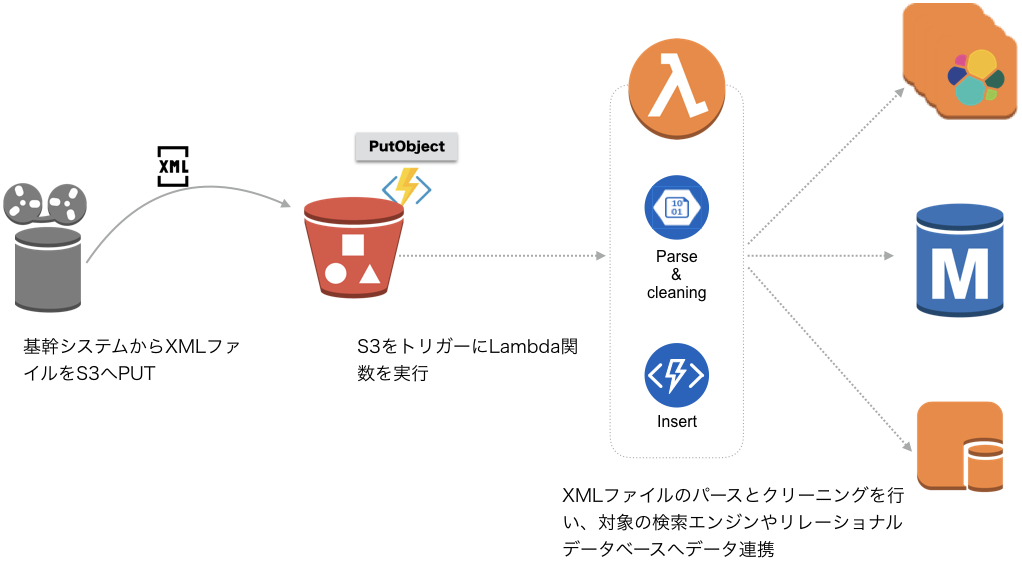 XML
PutObject
基幹システムからXMLファ
イルをS3へPUT
S3をトリガーにLambda関
数を実行
λ
10
01
Parse
&
cleaning
Insert
M
XMLファイルのパースとクリーニングを行
い、対象の検索エンジンやリレーショナル
データベースへデータ連携